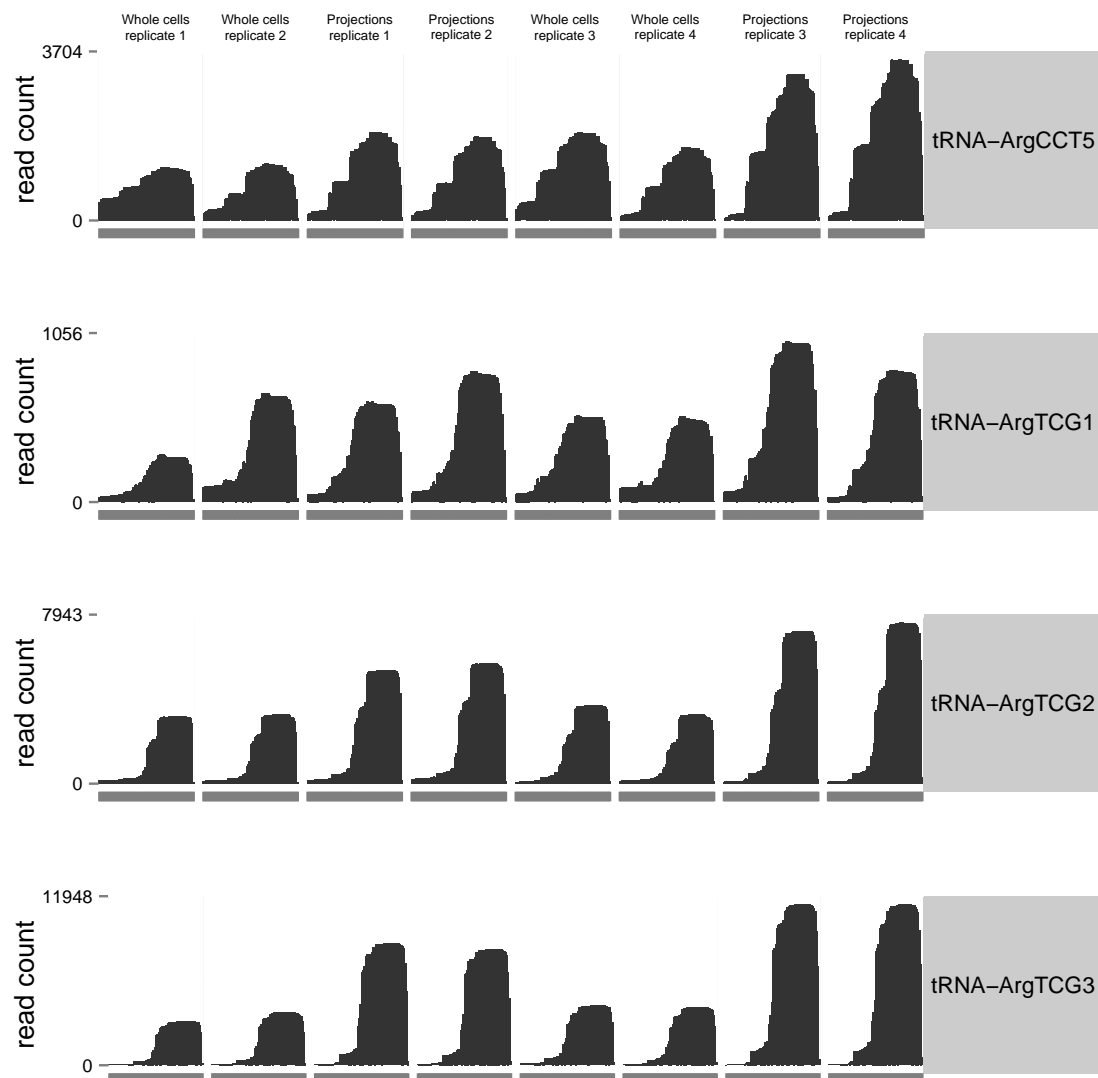 Whole cells replicate 1
Whole cells replicate 2
Projections replicate 1
Projections replicate 2
Whole cells replicate 3
Whole cells replicate 4
Projections replicate 3
Projections replicate 4
3704
read count
0
tRNA–ArgCCT5
1056
read count
0
tRNA–ArgTCG1
7943
read count
0
tRNA–ArgTCG2
11948
read count
0
tRNA–ArgTCG3